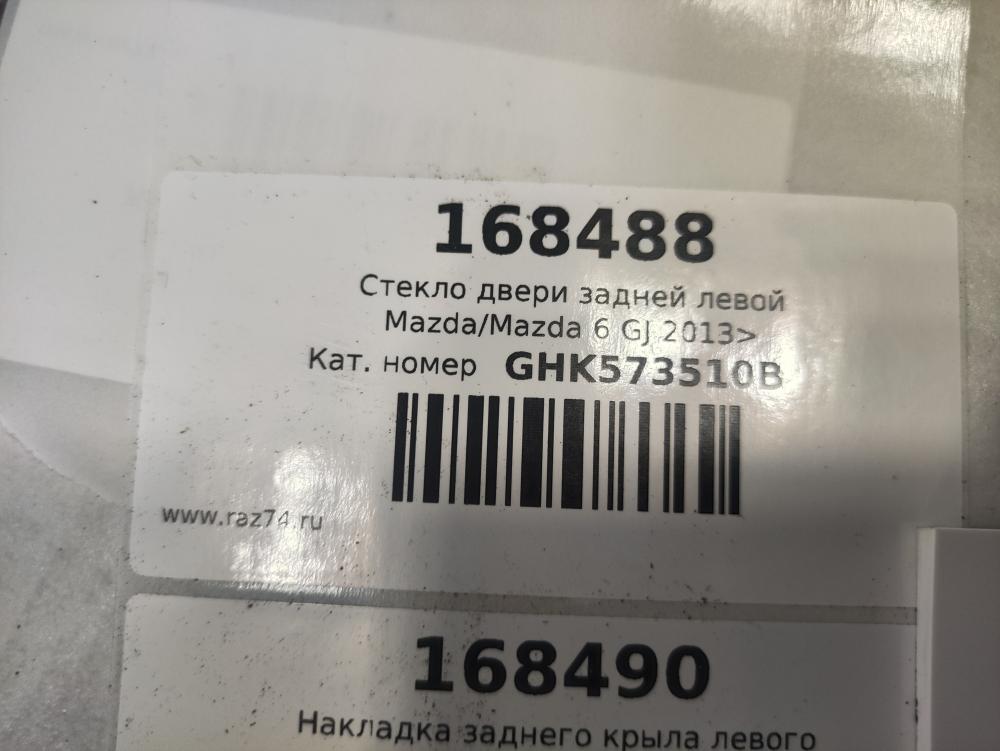 168488
Стекло двери задней левой
Mazda/Mazda 6 GJ 2013>
Кат. номер GHK573510B
www.raz74.ru
168490
Накладка заднего крыла левого